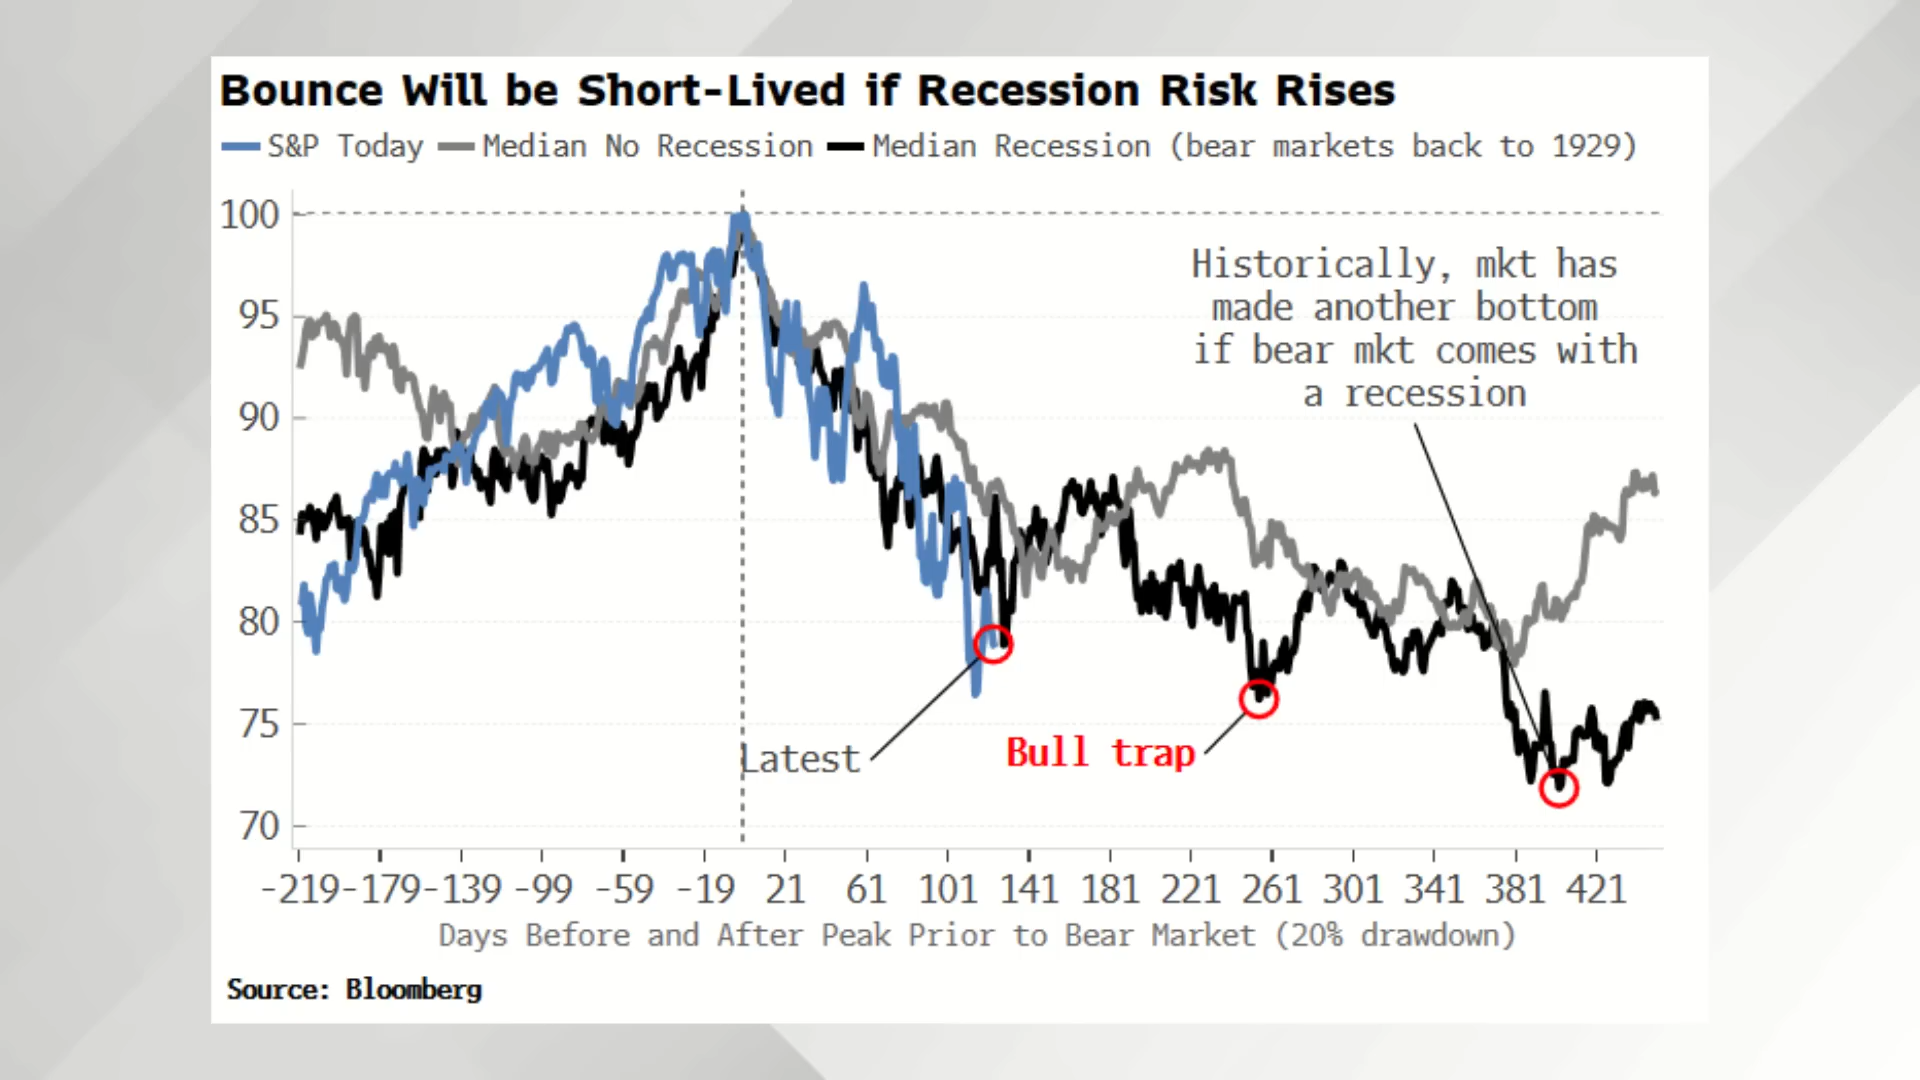 Bounce Will be Short-Lived if Recession Risk Rises
S&P Today Median No Recession Median Recession (bear markets back to 1929)
100
95
90
85
80
75
70
Historically, mkt has
made another bottom
if bear mkt comes with
a recession
Latest
Bull trap
-219 -179 -139 -99 -59 -19 21 61 101 141 181 221 261 301 341 381 421
Days Before and After Peak Prior to Bear Market (20% drawdown)
Source: Bloomberg